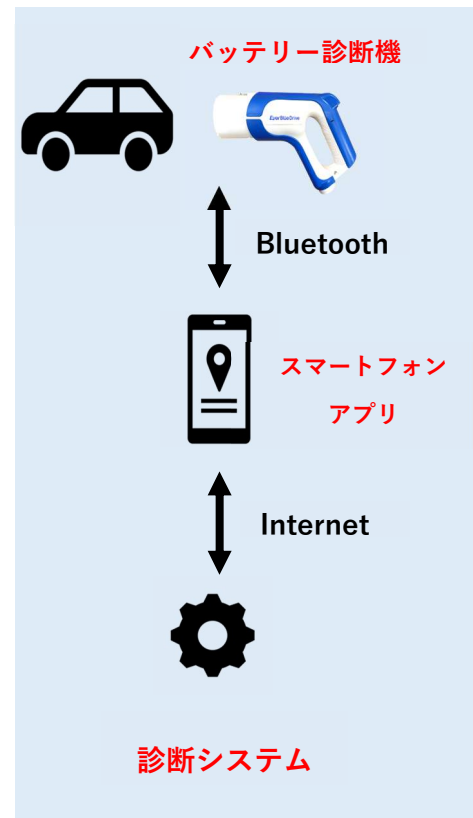 バッテリー診断機
EverBlueDrive
Bluetooth
スマートフォン
アプリ
Internet
診断システム